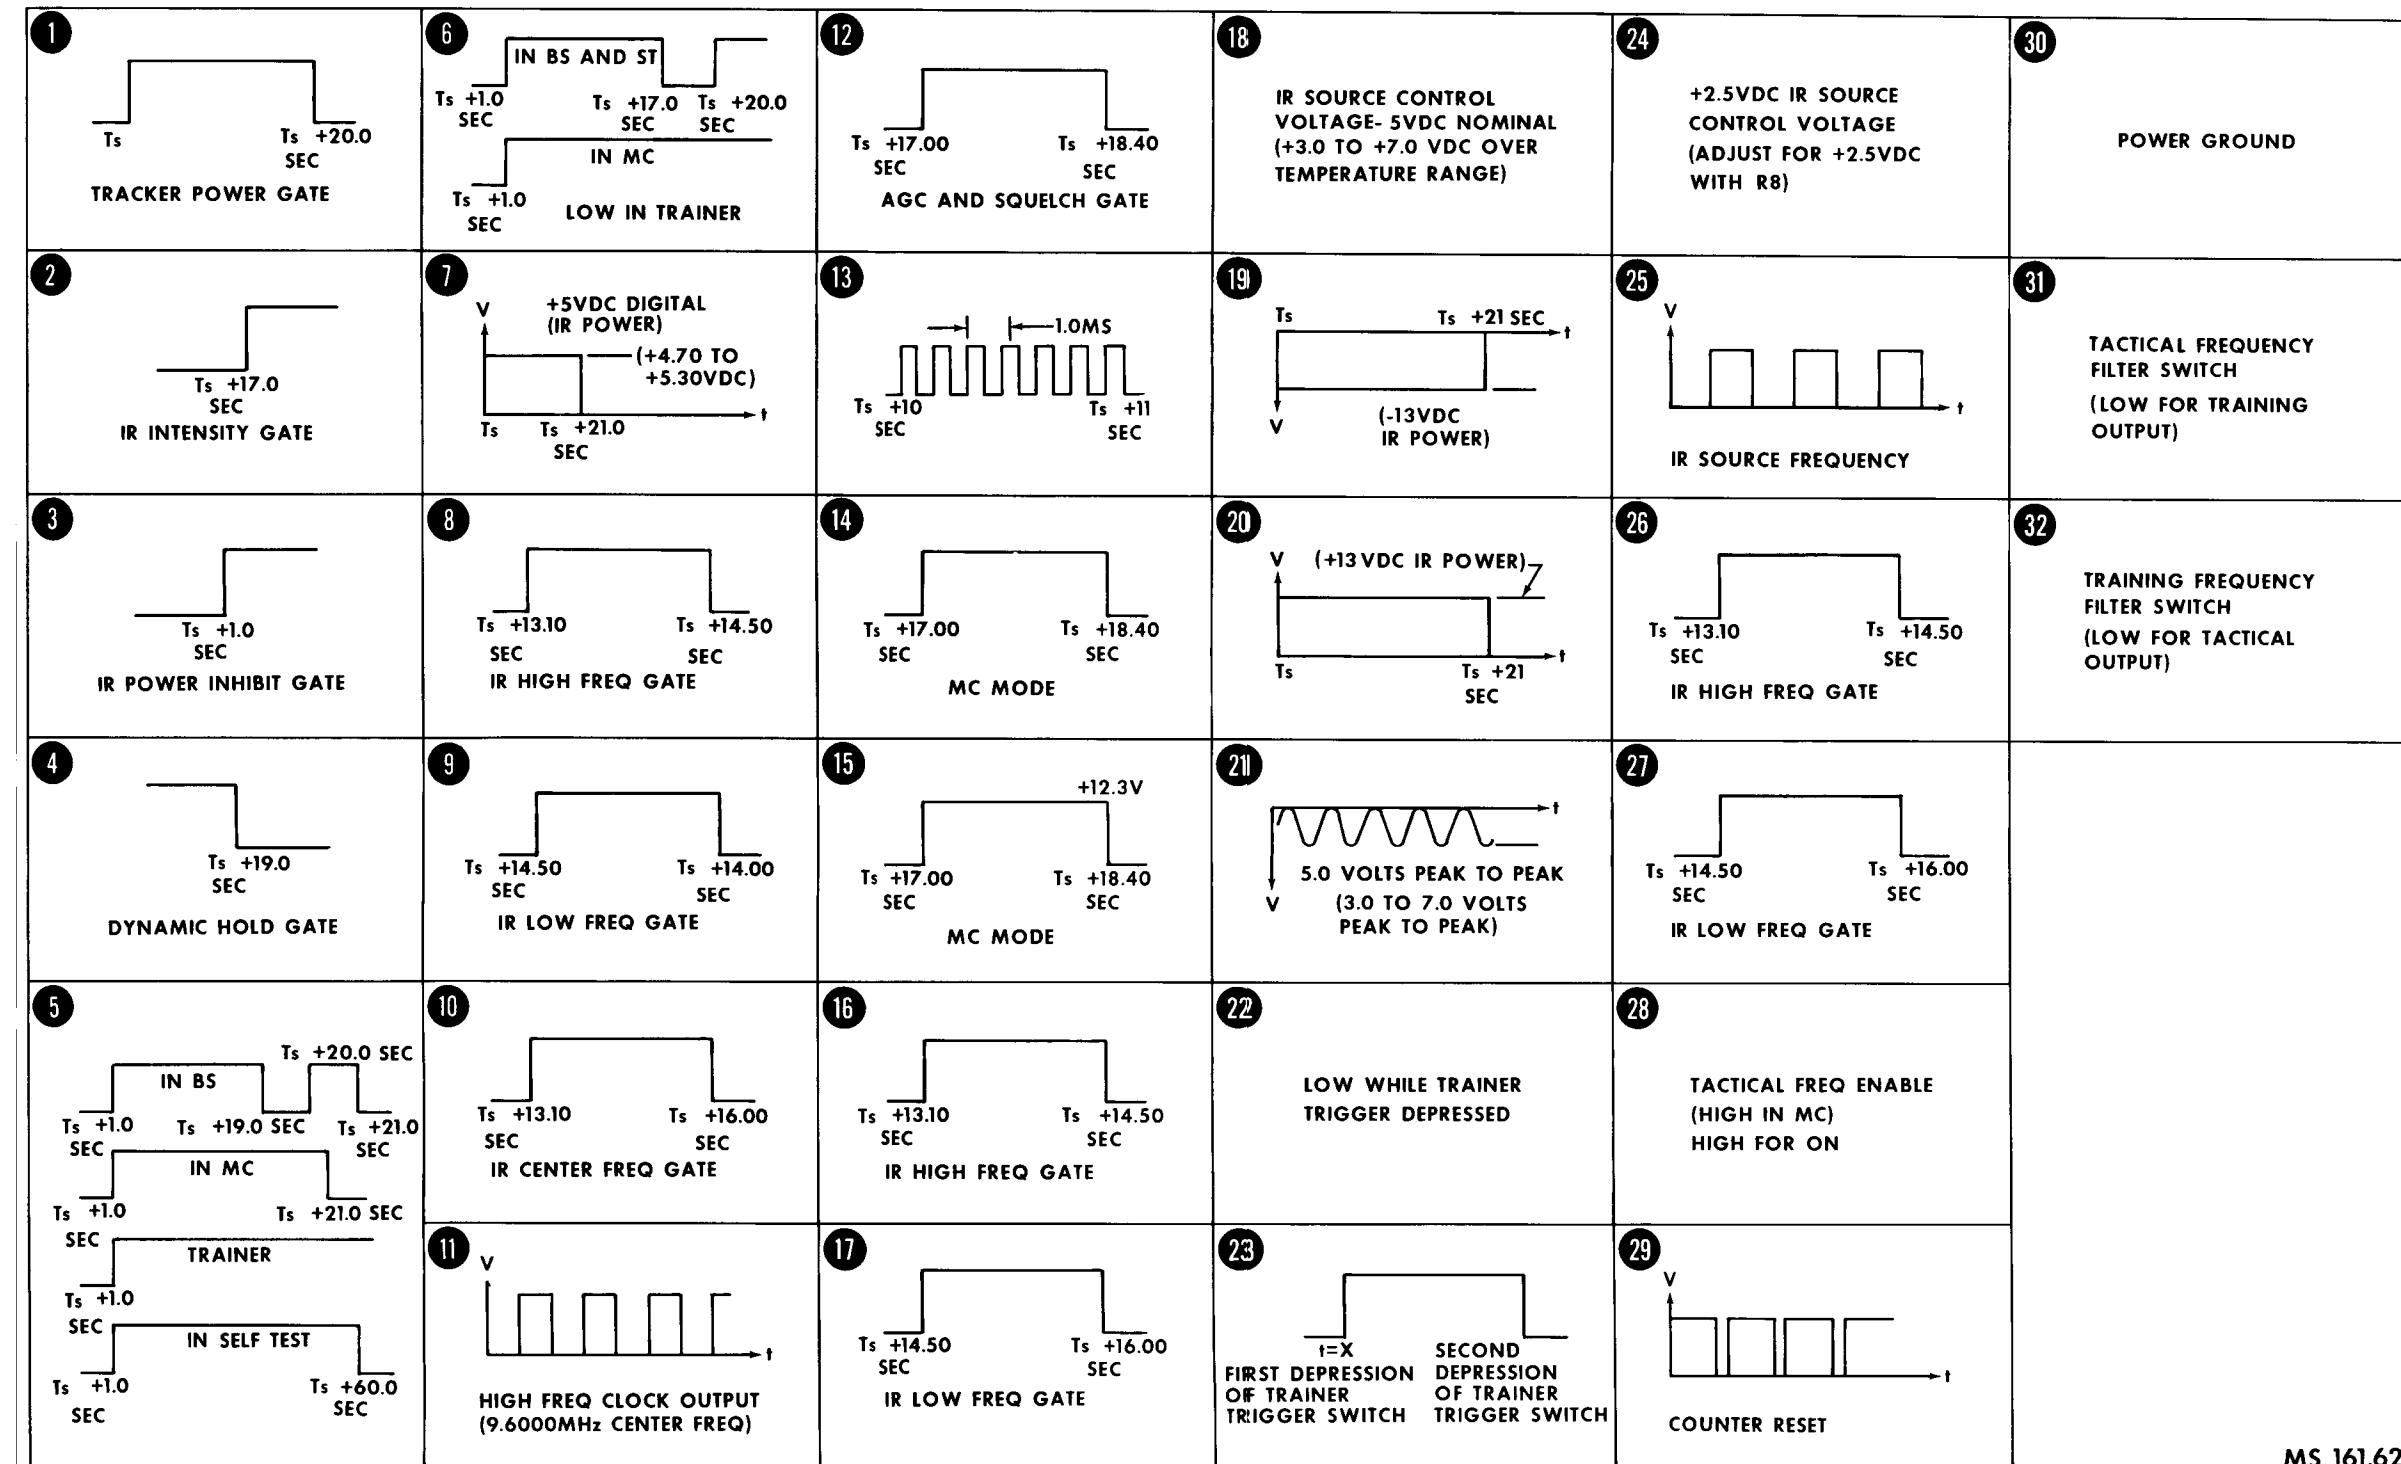 1
Ts
Ts +20.0
SEC
TRACKER POWER GATE
2
Ts +17.0
SEC
IR INTENSITY GATE
3
Ts +1.0
SEC
IR POWER INHIBIT GATE
4
Ts +19.0
SEC
DYNAMIC HOLD GATE
5
Ts +20.0 SEC
IN BS
Ts +1.0
SEC
Ts +19.0 SEC
Ts +21.0
SEC
IN MC
Ts +1.0
SEC
Ts +21.0 SEC
TRAINER
Ts +1.0
SEC
IN SELF TEST
Ts +1.0
SEC
Ts +60.0
SEC
6
IN BS AND ST
Ts +1.0
SEC
Ts +17.0
SEC
Ts +20.0
SEC
IN MC
Ts +1.0
SEC
LOW IN TRAINER
7
V
+5VDC DIGITAL
(IR POWER)
(+4.70 TO
+5.30VDC)
t
Ts
Ts +21.0
SEC
8
Ts +13.10
SEC
Ts +14.50
SEC
IR HIGH FREQ GATE
9
Ts +14.50
SEC
Ts +14.00
SEC
IR LOW FREQ GATE
10
Ts +13.10
SEC
Ts +16.00
SEC
IR CENTER FREQ GATE
11
V
t
HIGH FREQ CLOCK OUTPUT
(9.6000MHz CENTER FREQ)
12
Ts +17.00
SEC
Ts +18.40
SEC
AGC AND SQUELCH GATE
13
1.0MS
Ts +10
SEC
Ts +11
SEC
14
Ts +17.00
SEC
Ts +18.40
SEC
MC MODE
15
+12.3V
Ts +17.00
SEC
Ts +18.40
SEC
MC MODE
16
Ts +13.10
SEC
Ts +14.50
SEC
IR HIGH FREQ GATE
17
Ts +14.50
SEC
Ts +16.00
SEC
IR LOW FREQ GATE
18
IR SOURCE CONTROL
VOLTAGE- 5VDC NOMINAL
(+3.0 TO +7.0 VDC OVER
TEMPERATURE RANGE)
19
Ts
Ts +21 SEC
t
V
(-13VDC
IR POWER)
20
V
(+13VDC IR POWER)
t
Ts
Ts +21
SEC
21
t
5.0 VOLTS PEAK TO PEAK
V
(3.0 TO 7.0 VOLTS
PEAK TO PEAK)
22
LOW WHILE TRAINER
TRIGGER DEPRESSED
23
t=X
FIRST DEPRESSION
OF TRAINER
TRIGGER SWITCH
SECOND
DEPRESSION
OF TRAINER
TRIGGER SWITCH
24
+2.5VDC IR SOURCE
CONTROL VOLTAGE
(ADJUST FOR +2.5VDC
WITH R8)
25
V
t
IR SOURCE FREQUENCY
26
Ts +13.10
SEC
Ts +14.50
SEC
IR HIGH FREQ GATE
27
Ts +14.50
SEC
Ts +16.00
SEC
IR LOW FREQ GATE
28
TACTICAL FREQ ENABLE
(HIGH IN MC)
HIGH FOR ON
29
V
t
COUNTER RESET
30
POWER GROUND
31
TACTICAL FREQUENCY
FILTER SWITCH
(LOW FOR TRAINING
OUTPUT)
32
TRAINING FREQUENCY
FILTER SWITCH
(LOW FOR TACTICAL
OUTPUT)
MS 161.62